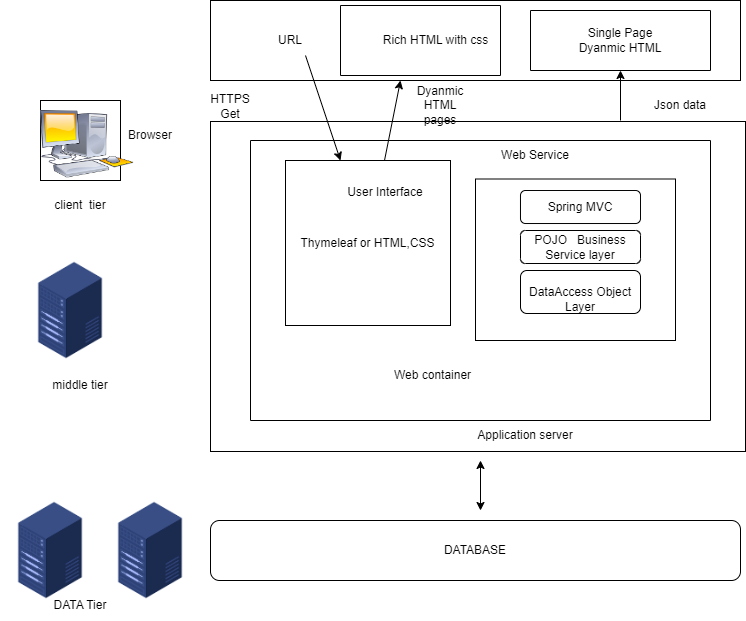 URL
Rich HTML with css
Single Page
Dyanmic HTML
HTTPS
Get
Dyanmic
HTML
pages
Json data
Browser
client tier
Web Service
User Interface
Thymeleaf or HTML,CSS
Spring MVC
POJO Business
Service layer
DataAccess Object
Layer
middle tier
Web container
Application server
DATABASE
DATA Tier